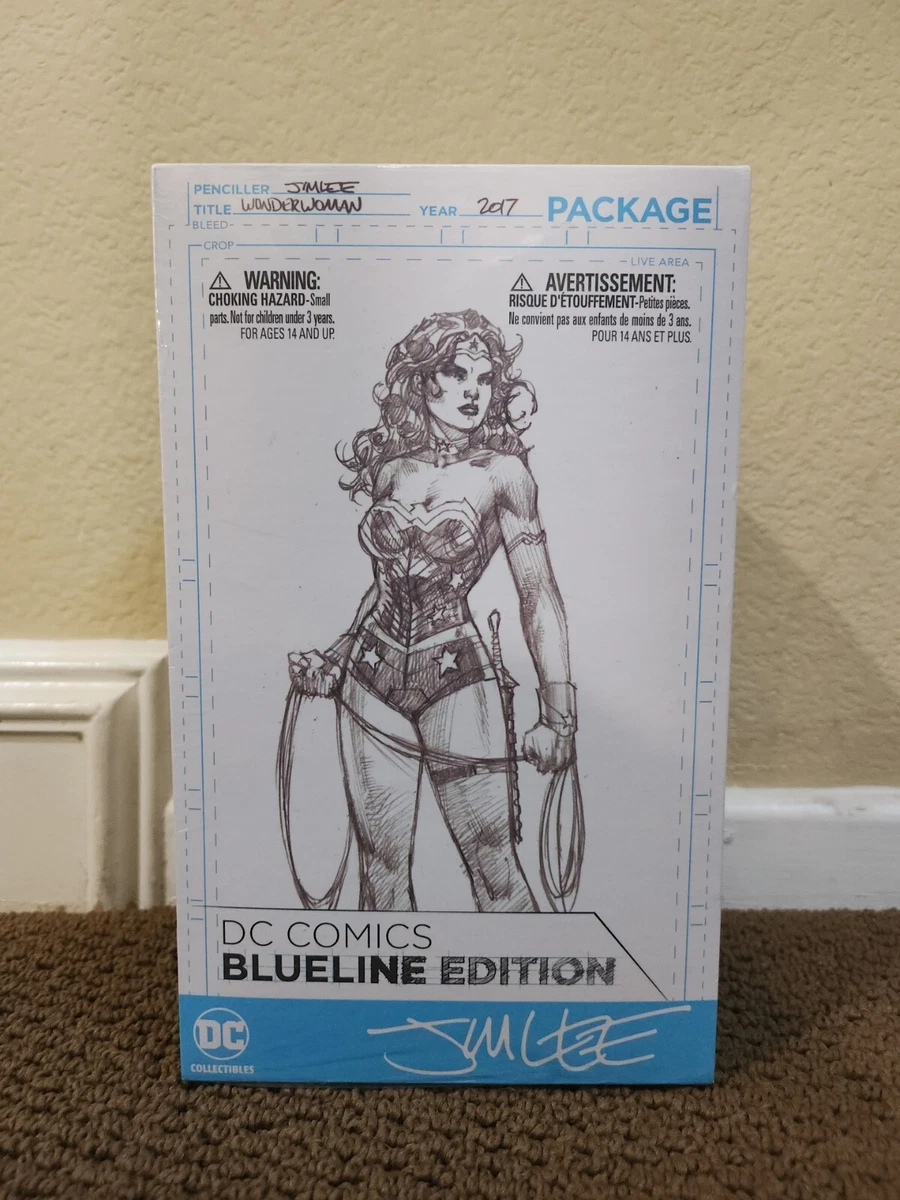 PENCILLER JIMLEE
TITLE WONDERWOMAN YEAR 2017 PACKAGE
BLEED
CROP
LIVE AREA
WARNING:
CHOKING HAZARD-Small
parts. Not for children under 3 years.
FOR AGES 14 AND UP.
AVERTISSEMENT:
RISQUE D'ÉTOUFFEMENT-Petites pièces.
Ne convient pas aux enfants de moins de 3 ans.
POUR 14 ANS ET PLUS.
DC COMICS
BLUELINE EDITION
DC
COLLECTIBLES
JIM LEE